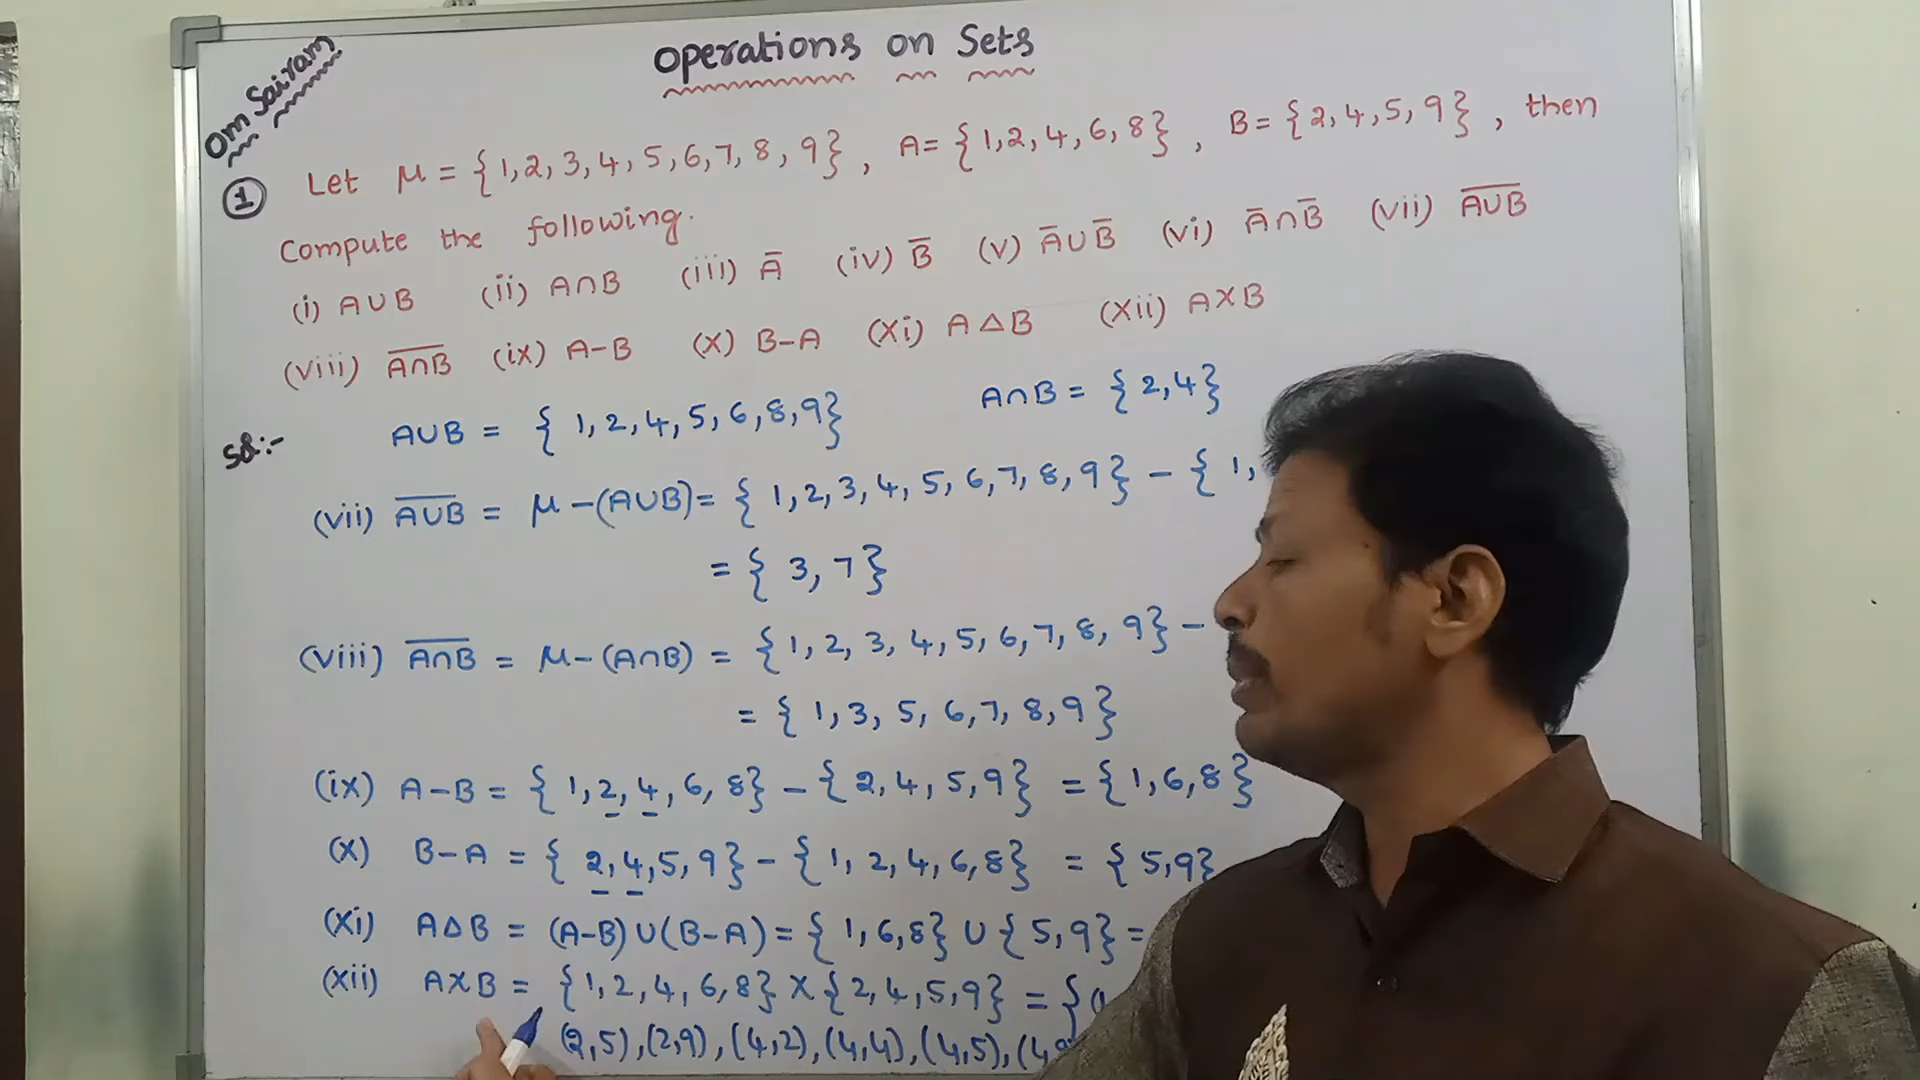 Om Sairam
Operations on Sets
① Let μ = {1,2,3,4,5,6,7,8,9}, A= {1,2,4,6,8}, B= {2,4,5,9}, then
Compute the following.
(i) A∪B (ii) A∩B (iii) A̅ (iv) B̅ (v) A̅∪B̅ (vi) A̅∩B̅ (vii) A̅∪̅B̅
(viii) A̅∩̅B̅ (ix) A-B (x) B-A (xi) A△B (xii) A×B
Sol:- A∪B = {1,2,4,5,6,8,9} A∩B = {2,4}
(vii) A̅∪̅B̅ = μ-(A∪B)= {1,2,3,4,5,6,7,8,9} - {1,
= {3,7}
(viii) A̅∩̅B̅ = μ-(A∩B) = {1,2,3,4,5,6,7,8,9} -
= {1,3,5,6,7,8,9}
(ix) A-B = {1,2,4,6,8} - {2,4,5,9} = {1,6,8}
(x) B-A = {2,4,5,9} - {1,2,4,6,8} = {5,9}
(xi) A△B = (A-B)∪(B-A) = {1,6,8} ∪ {5,9} =
(xii) A×B = {1,2,4,6,8} × {2,4,5,9} = {(
(2,5),(2,9),(4,2),(4,4),(4,5),(4,9